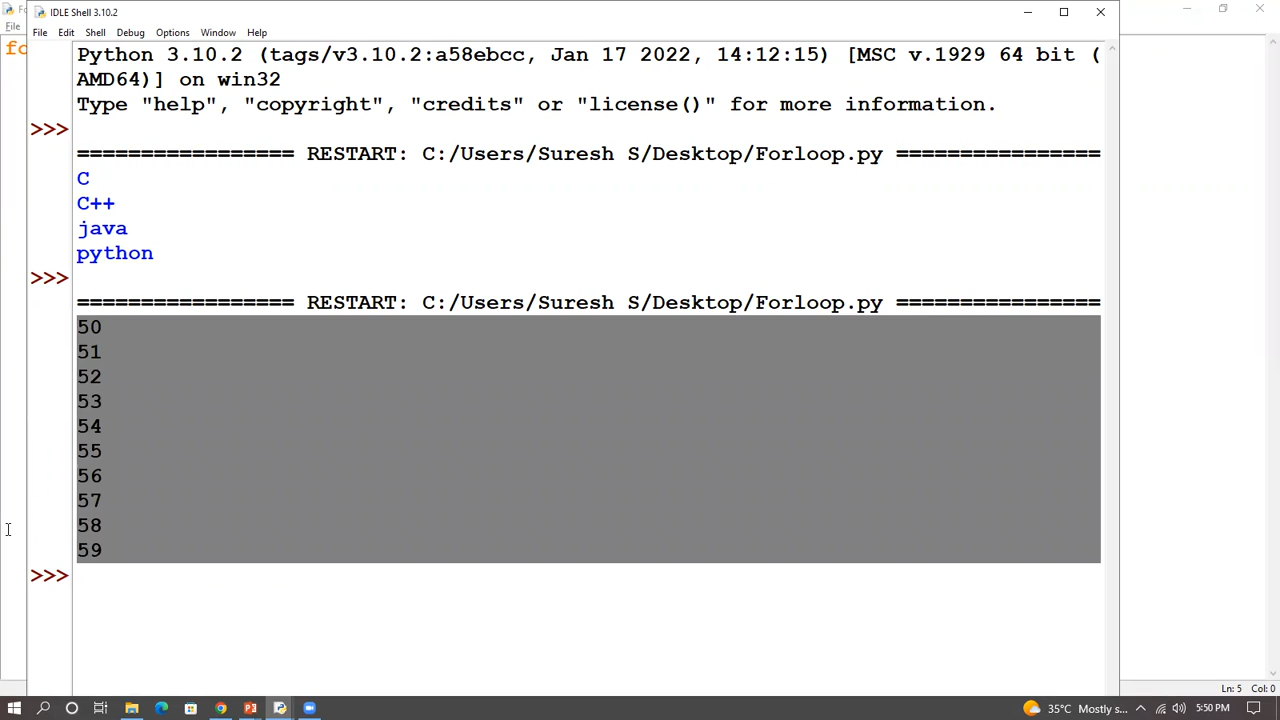 Fo
File
fo
IDLE Shell 3.10.2
File Edit Shell Debug Options Window Help
Python 3.10.2 (tags/v3.10.2:a58ebcc, Jan 17 2022, 14:12:15) [MSC v.1929 64 bit (
AMD64)] on win32
Type "help", "copyright", "credits" or "license()" for more information.
>>>
================= RESTART: C:/Users/Suresh S/Desktop/Forloop.py ================
C
C++
java
python
>>>
================= RESTART: C:/Users/Suresh S/Desktop/Forloop.py ================
50
51
52
53
54
55
56
57
58
59
>>>
Ln: 5 Col: 0
35°C Mostly s... 5:50 PM